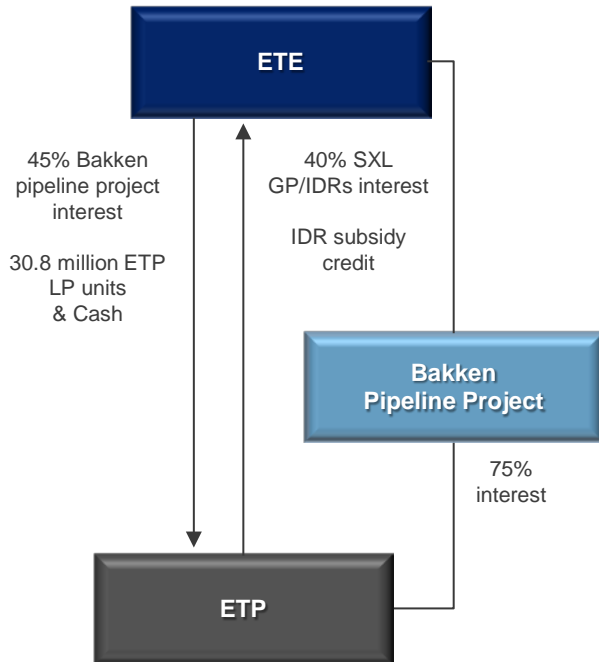 ETE
45% Bakken
pipeline project
interest
30.8 million ETP
LP units
& Cash
40% SXL
GP/IDRs interest
IDR subsidy
credit
Bakken
Pipeline Project
75%
interest
ETP